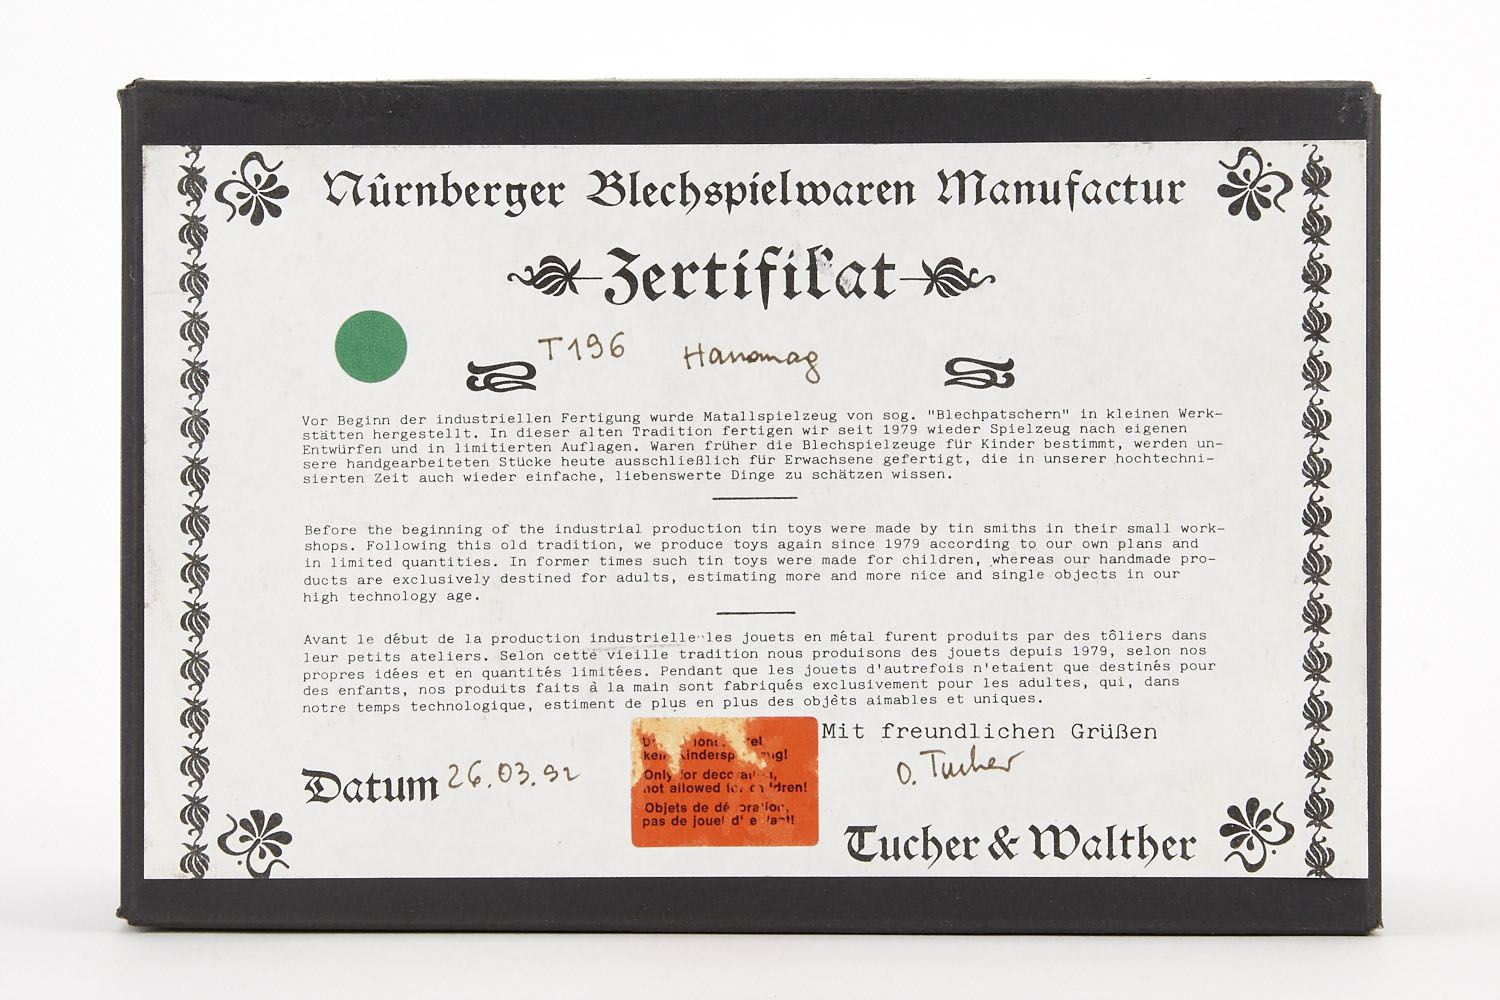 Nürnberger Blechspielwaren Manufactur
Zertifikat
T196 Hanomag
Vor Beginn der industriellen Fertigung wurde Matallspielzeug von sog. "Blechpatschern" in kleinen Werk-
stätten hergestellt. In dieser alten Tradition fertigen wir seit 1979 wieder Spielzeug nach eigenen
Entwürfen und in limitierten Auflagen. Waren früher die Blechspielzeuge für Kinder bestimmt, werden un-
sere handgearbeiteten Stücke heute ausschließlich für Erwachsene gefertigt, die in unserer hochtechni-
sierten Zeit auch wieder einfache, liebenswerte Dinge zu schätzen wissen.
Before the beginning of the industrial production tin toys were made by tin smiths in their small work-
shops. Following this old tradition, we produce toys again since 1979 according to our own plans and
in limited quantities. In former times such tin toys were made for children, whereas our handmade pro-
ducts are exclusively destined for adults, estimating more and more nice and single objects in our
high technology age.
Avant le début de la production industrielle les jouets en métal furent produits par des tôliers dans
leur petits ateliers. Selon cette vieille tradition nous produisons des jouets depuis 1979, selon nos
propres idées et en quantités limitées. Pendant que les jouets d'autrefois n'etaient que destinés pour
des enfants, nos produits faits à la main sont fabriqués exclusivement pour les adultes, qui, dans
notre temps technologique, estiment de plus en plus des objêts aimables et uniques.
Mit freundlichen Grüßen
O. Tucher
Datum 26.03.92
kein
Only for decoration,
not allowed for children!
Objets de décoration,
pas de jouet d'enfant!
Tucher & Walther